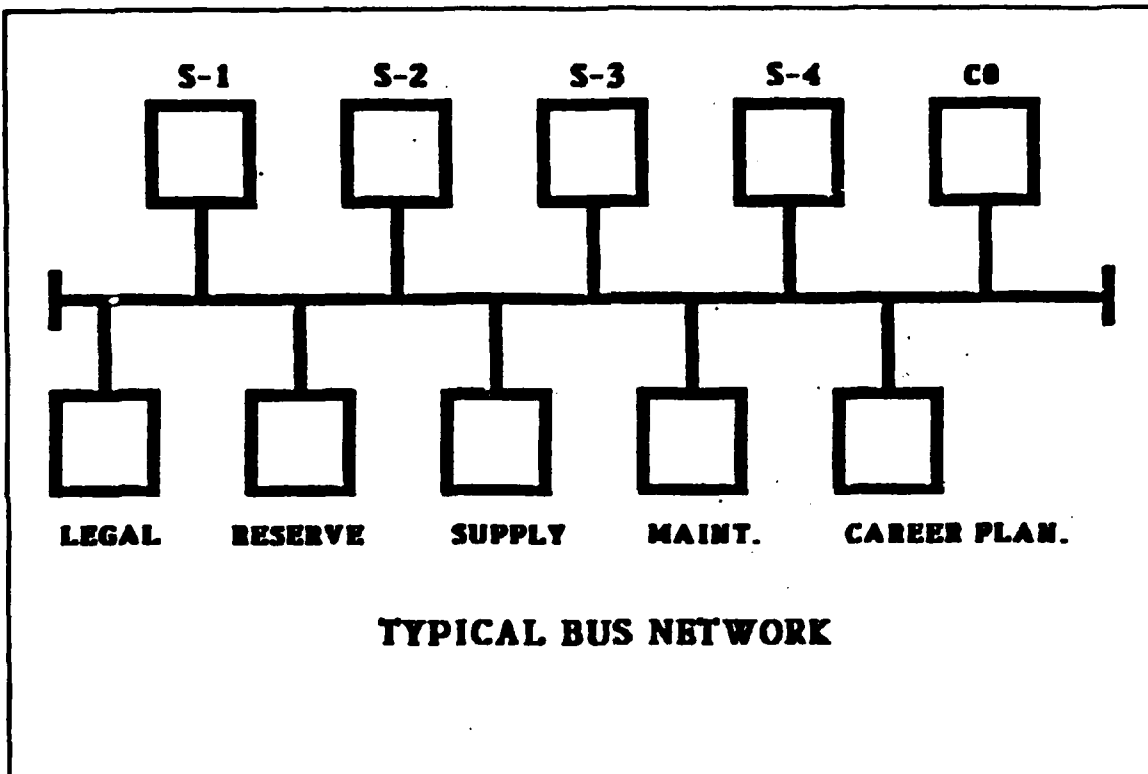 S-1 S-2 S-3 S-4 CO
LEGAL RESERVE SUPPLY MAINT. CAREER PLAN.
TYPICAL BUS NETWORK